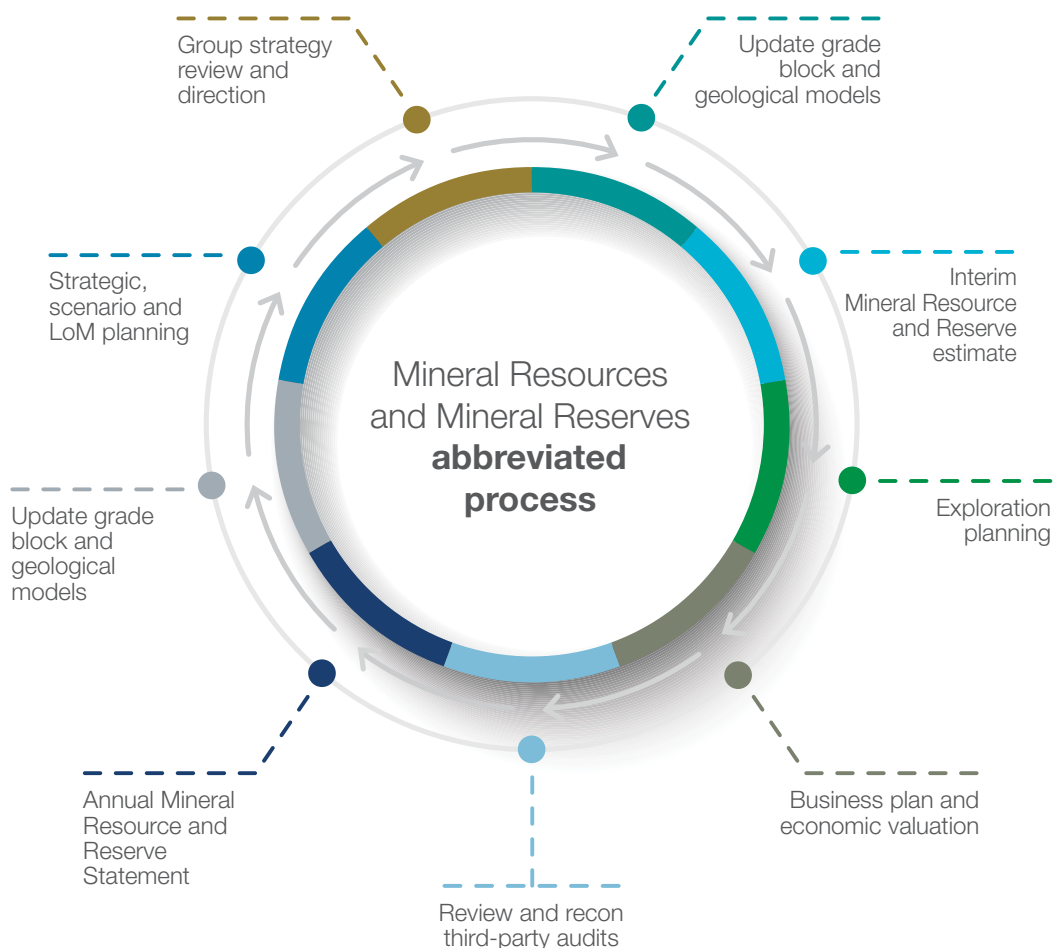 Group strategy
review and
direction
Update grade
block and
geological models
Strategic,
scenario and
LoM planning
Interim
Mineral Resource
and Reserve
estimate
Mineral Resources
and Mineral Reserves
abbreviated
process
Update grade
block and
geological
models
Exploration
planning
Annual Mineral
Resource and
Reserve
Statement
Business plan and
economic valuation
Review and recon
third-party audits